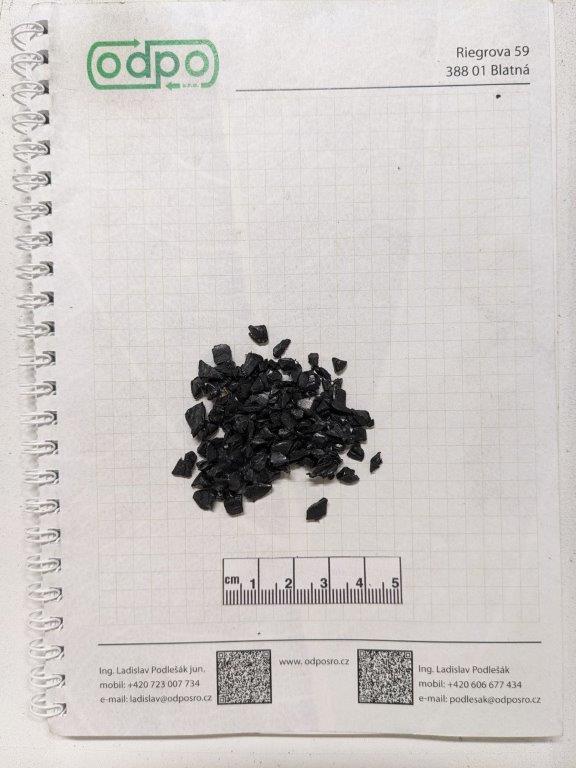 odpo
s.r.o.
Riegrova 59
388 01 Blatná
cm 1 2 3 4 5
Ing. Ladislav Podlešák jun.
mobil: +420 723 007 734
e-mail: ladislav@odposro.cz
www. odposro.cz
Ing. Ladislav Podlešák
mobil: +420 606 677 434
e-mail: podlesak@odposro.cz